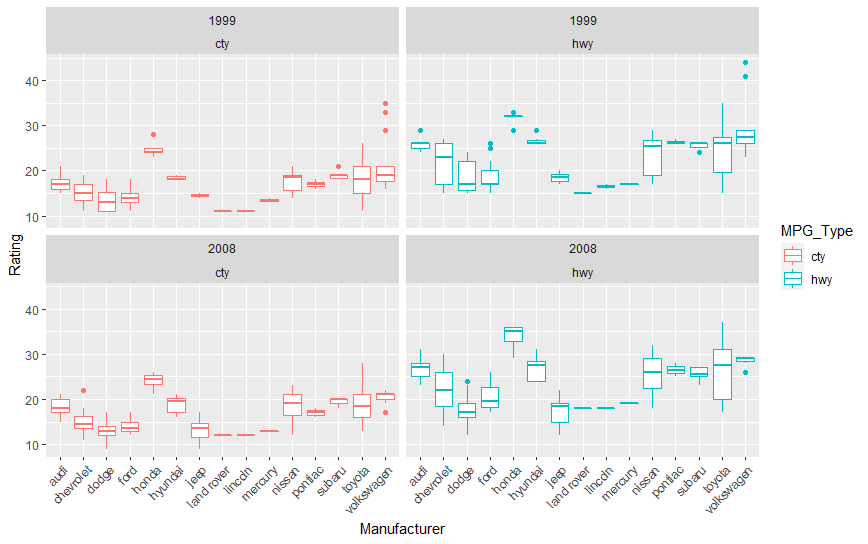 1999
1999
cty
hwy
40
30
20
10
2008
2008
cty
hwy
40
30
20
10
Rating
audi
chevrolet
dodge
ford
honda
hyundai
jeep
land rover
lincoln
mercury
nissan
pontiac
subaru
toyota
volkswagen
audi
chevrolet
dodge
ford
honda
hyundai
jeep
land rover
lincoln
mercury
nissan
pontiac
subaru
toyota
volkswagen
Manufacturer
MPG_Type
cty
hwy